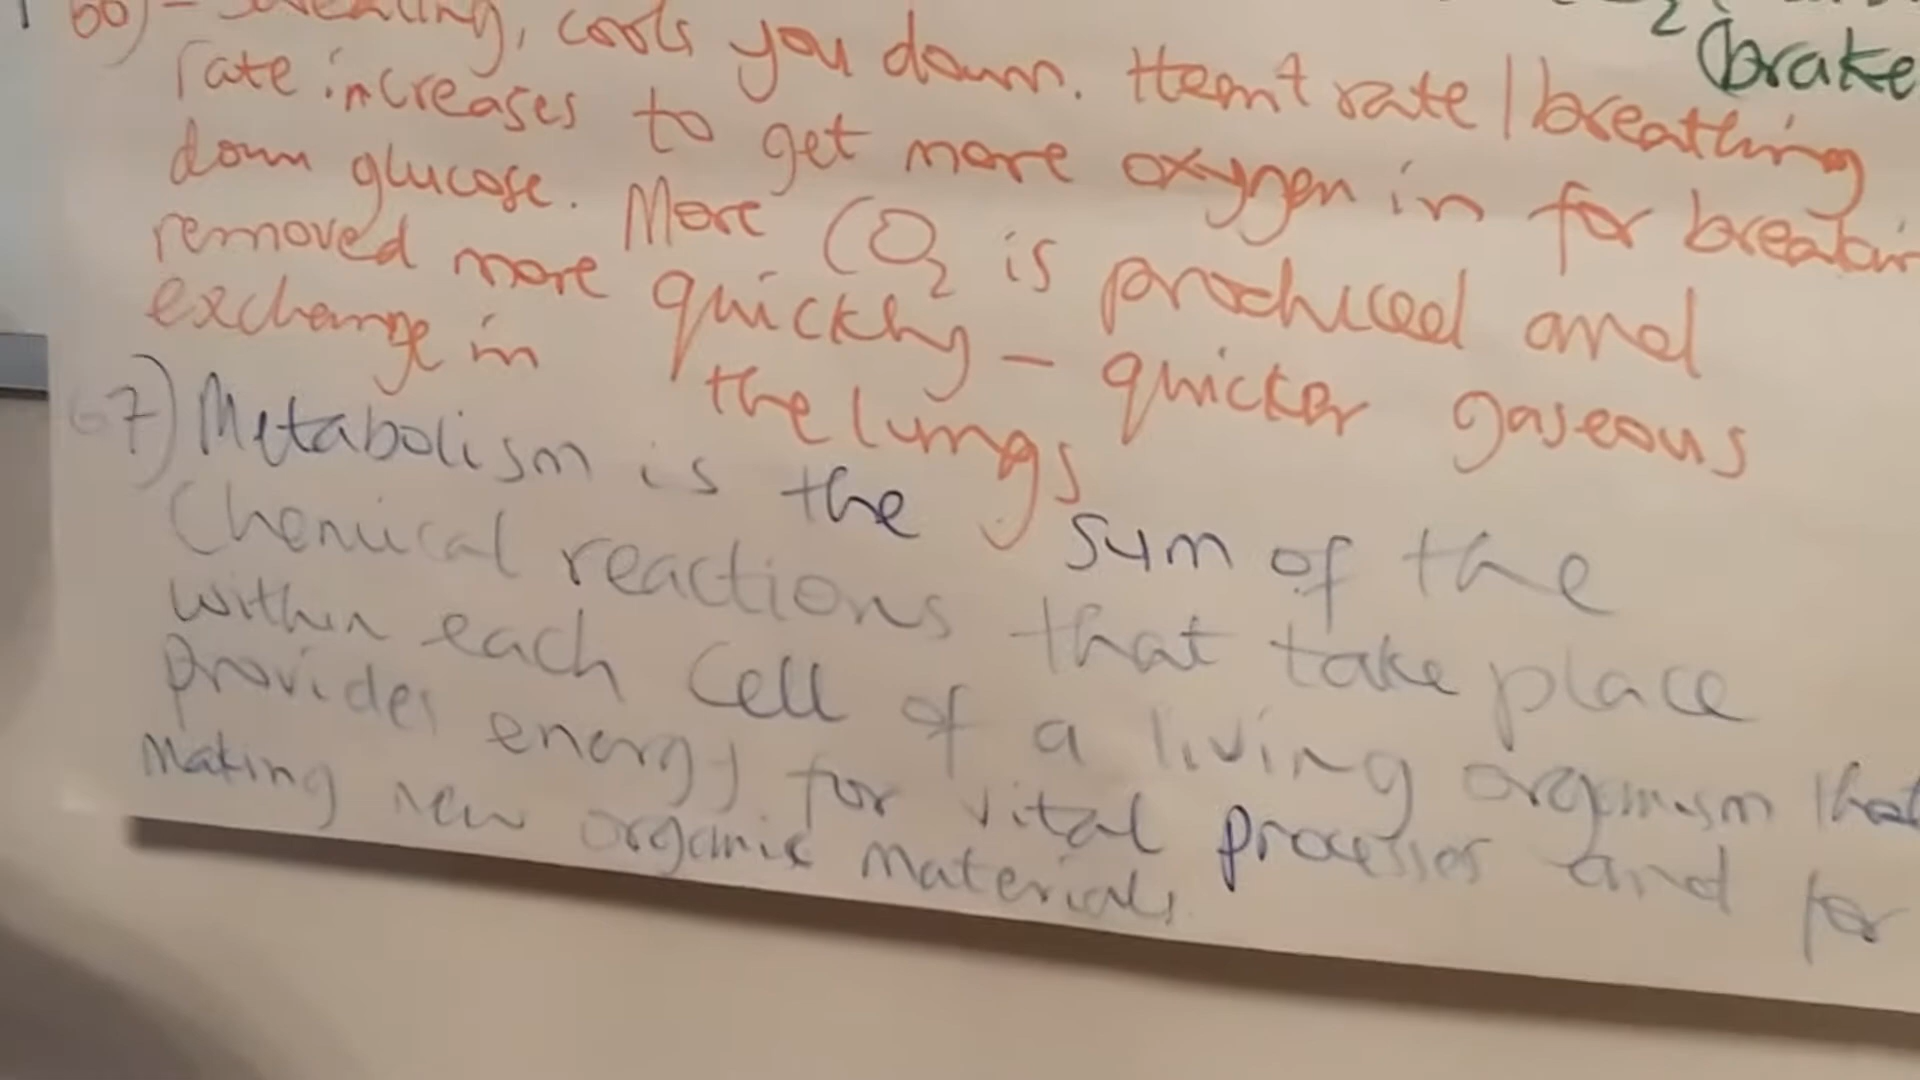 66) - Sweating, cools you down. Heart rate / breathing
rate increases to get more oxygen in for breaking
down glucose. More CO2 is produced and
removed more quickly - quicker gaseous
exchange in the lungs
67) Metabolism is the sum of the
Chemical reactions that take place
within each cell of a living organism that
provides energy for vital processes and for
Making new organic materials.
2 (brake